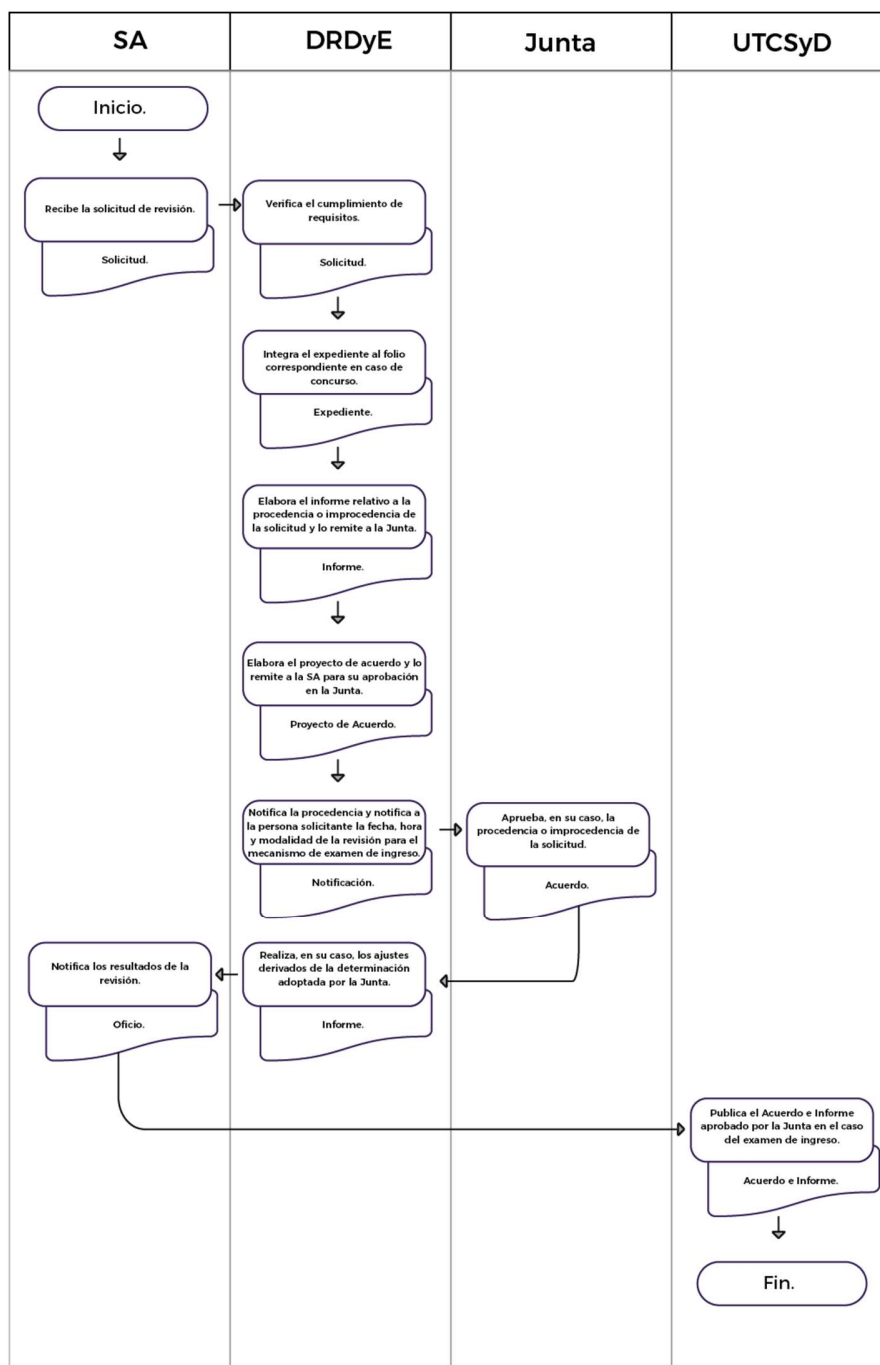 SA
DRDyE
Junta
UTCSyD
Inicio.
Recibe la solicitud de revisión.
Solicitud.
Verifica el cumplimiento de
requisitos.
Solicitud.
Integra el expediente al folio
correspondiente en caso de
concurso.
Expediente.
Elabora el informe relativo a la
procedencia o improcedencia de
la solicitud y lo remite a la Junta.
Informe.
Elabora el proyecto de acuerdo y lo
remite a la SA para su aprobación
en la Junta.
Proyecto de Acuerdo.
Notifica la procedencia y notifica a
la persona solicitante la fecha, hora
y modalidad de la revisión para el
mecanismo de examen de ingreso.
Notificación.
Aprueba, en su caso, la
procedencia o improcedencia de
la solicitud.
Acuerdo.
Realiza, en su caso, los ajustes
derivados de la determinación
adoptada por la Junta.
Informe.
Notifica los resultados de la
revisión.
Oficio.
Publica el Acuerdo e Informe
aprobado por la Junta en el caso
del examen de ingreso.
Acuerdo e Informe.
Fin.